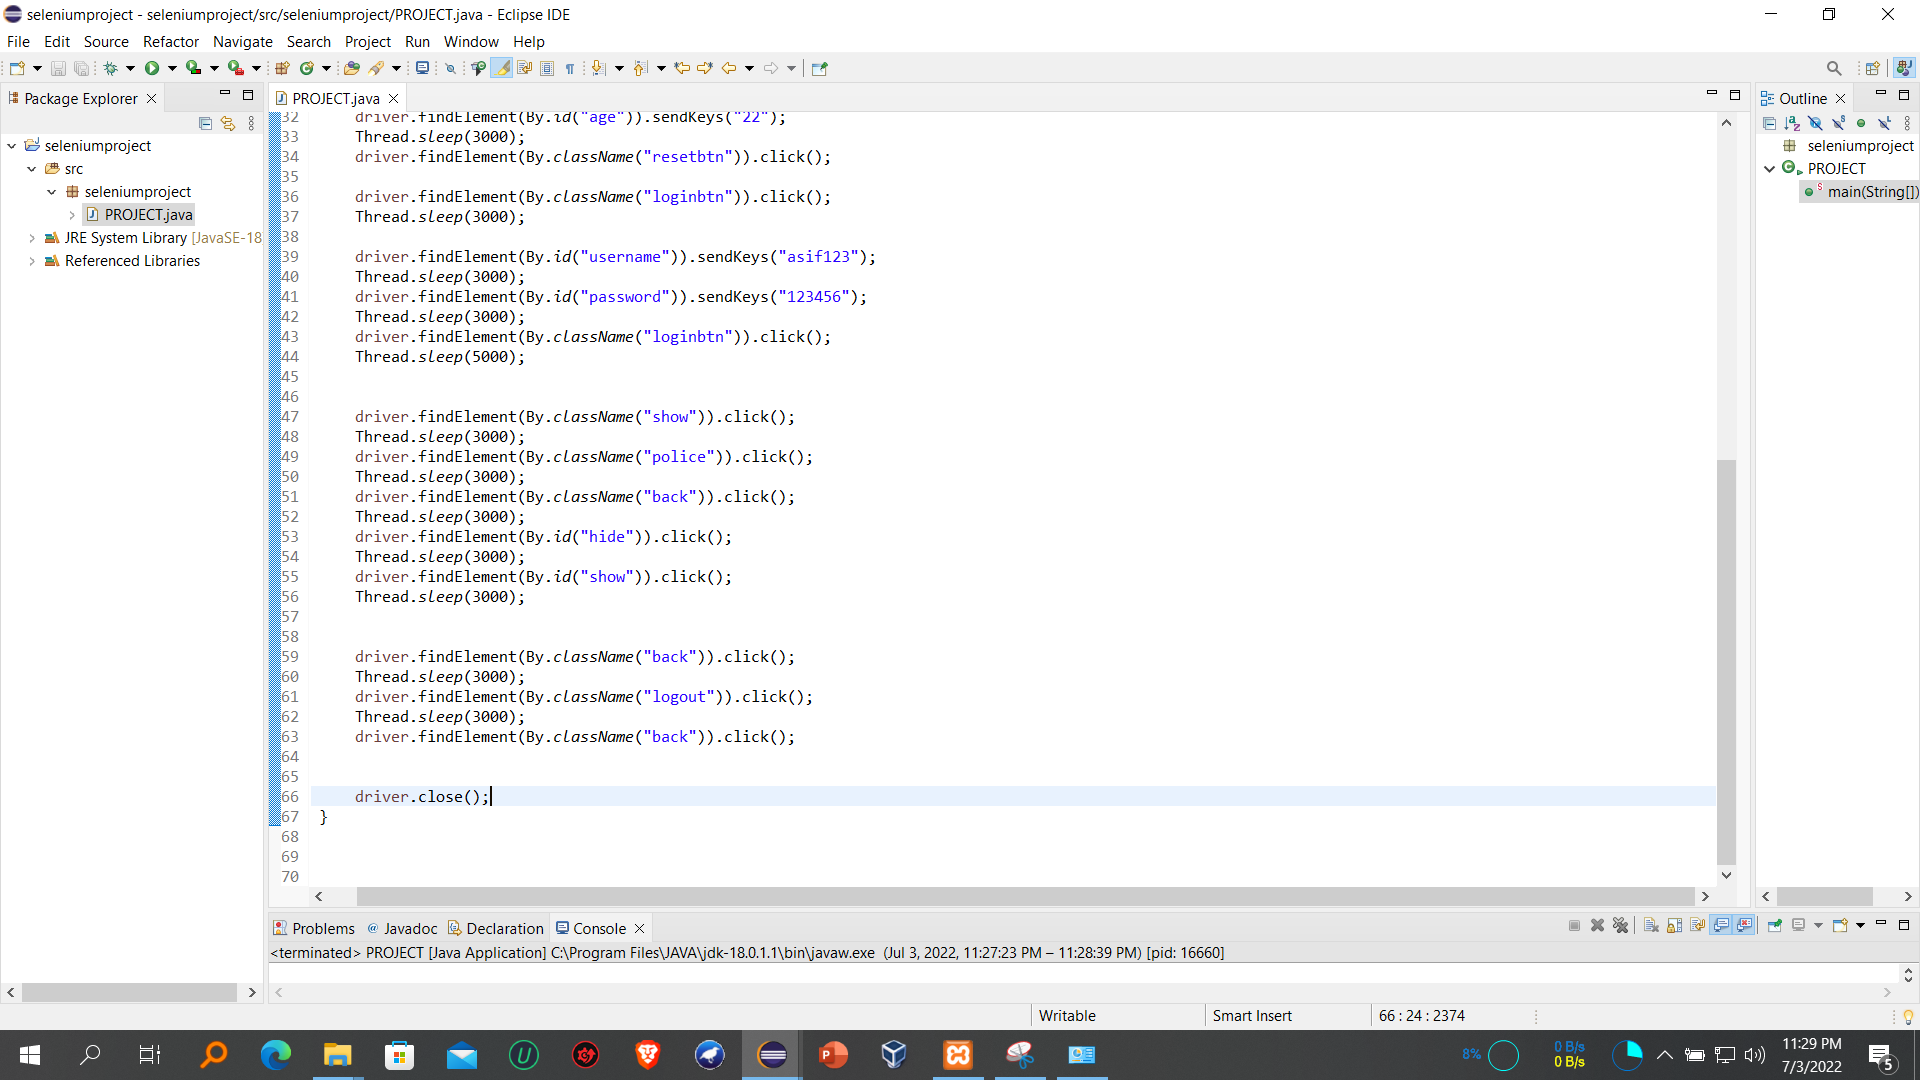 seleniumproject - seleniumproject/src/seleniumproject/PROJECT.java - Eclipse IDE
File Edit Source Refactor Navigate Search Project Run Window Help
Package Explorer
seleniumproject
src
seleniumproject
PROJECT.java
JRE System Library [JavaSE-18
Referenced Libraries
PROJECT.java
32 driver.findElement(By.id("age")).sendKeys("22");
33 Thread.sleep(3000);
34 driver.findElement(By.className("resetbtn")).click();
35
36 driver.findElement(By.className("loginbtn")).click();
37 Thread.sleep(3000);
38
39 driver.findElement(By.id("username")).sendKeys("asif123");
40 Thread.sleep(3000);
41 driver.findElement(By.id("password")).sendKeys("123456");
42 Thread.sleep(3000);
43 driver.findElement(By.className("loginbtn")).click();
44 Thread.sleep(5000);
45
46
47 driver.findElement(By.className("show")).click();
48 Thread.sleep(3000);
49 driver.findElement(By.className("police")).click();
50 Thread.sleep(3000);
51 driver.findElement(By.className("back")).click();
52 Thread.sleep(3000);
53 driver.findElement(By.id("hide")).click();
54 Thread.sleep(3000);
55 driver.findElement(By.id("show")).click();
56 Thread.sleep(3000);
57
58
59 driver.findElement(By.className("back")).click();
60 Thread.sleep(3000);
61 driver.findElement(By.className("logout")).click();
62 Thread.sleep(3000);
63 driver.findElement(By.className("back")).click();
64
65
66 driver.close();
67 }
68
69
70
Outline
seleniumproject
PROJECT
main(String[])
Problems @ Javadoc Declaration Console
<terminated> PROJECT [Java Application] C:\Program Files\JAVA\jdk-18.0.1.1\bin\javaw.exe (Jul 3, 2022, 11:27:23 PM – 11:28:39 PM) [pid: 16660]
Writable Smart Insert 66 : 24 : 2374
8%
0 B/s
0 B/s
11:29 PM
7/3/2022
5